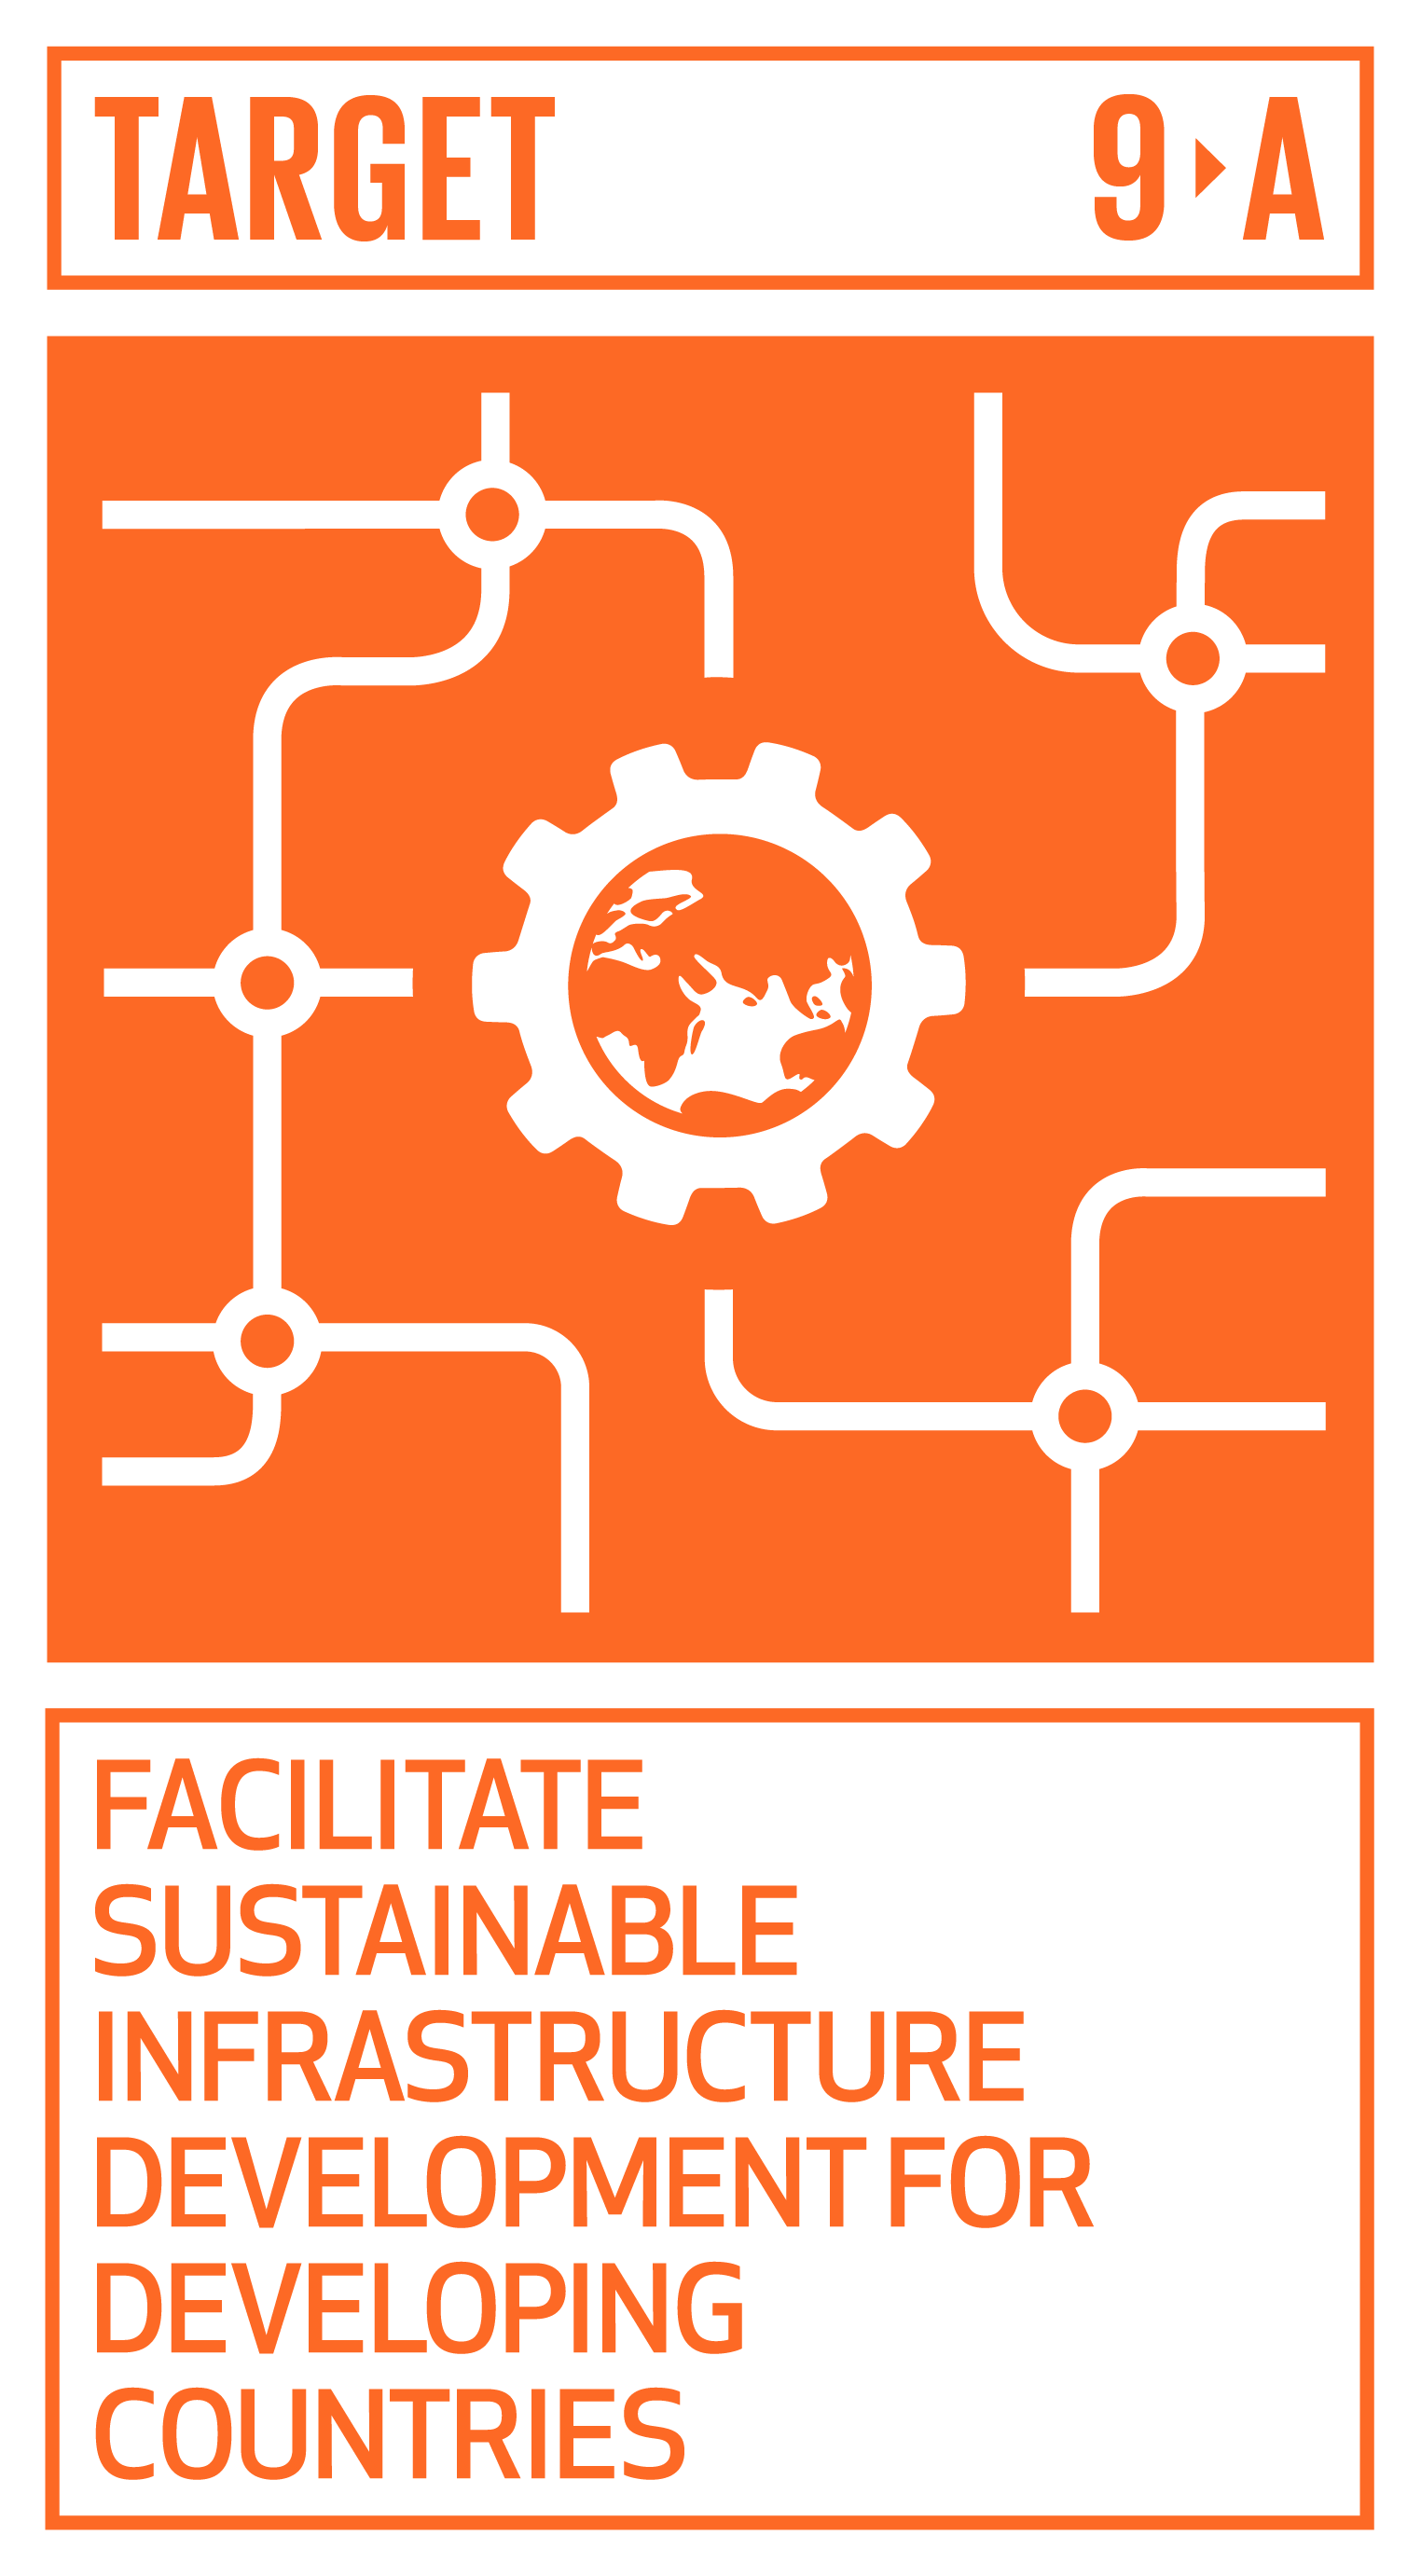 TARGET 9▸A
FACILITATE
SUSTAINABLE
INFRASTRUCTURE
DEVELOPMENT FOR
DEVELOPING
COUNTRIES